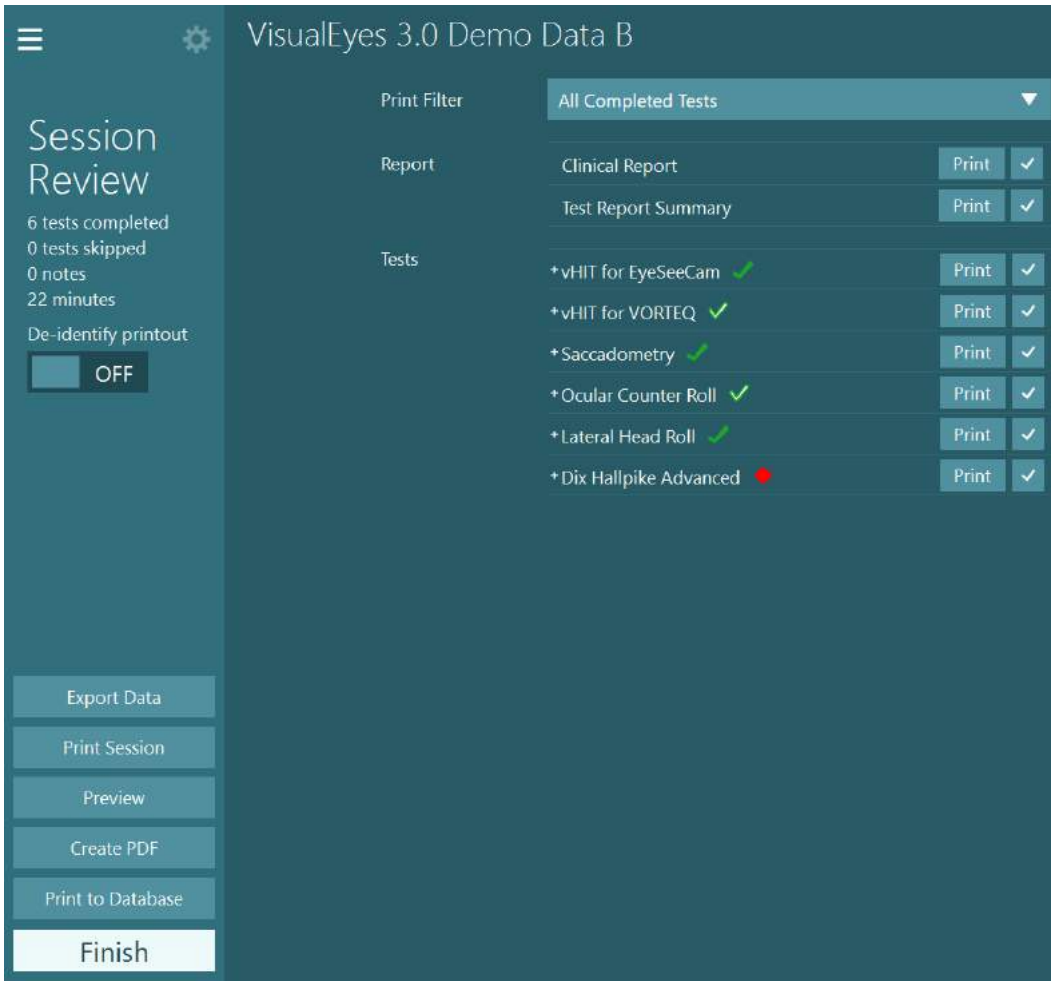 VisualEyes 3.0 Demo Data B
Session
Review
6 tests completed
0 tests skipped
0 notes
22 minutes
De-identify printout
OFF
Export Data
Print Session
Preview
Create PDF
Print to Database
Finish
Print Filter
All Completed Tests
Report
Clinical Report Print
Test Report Summary Print
Tests
+vHIT for EyeSeeCam Print
+vHIT for VORTEQ Print
+Saccadometry Print
+Ocular Counter Roll Print
+Lateral Head Roll Print
+Dix Hallpike Advanced Print